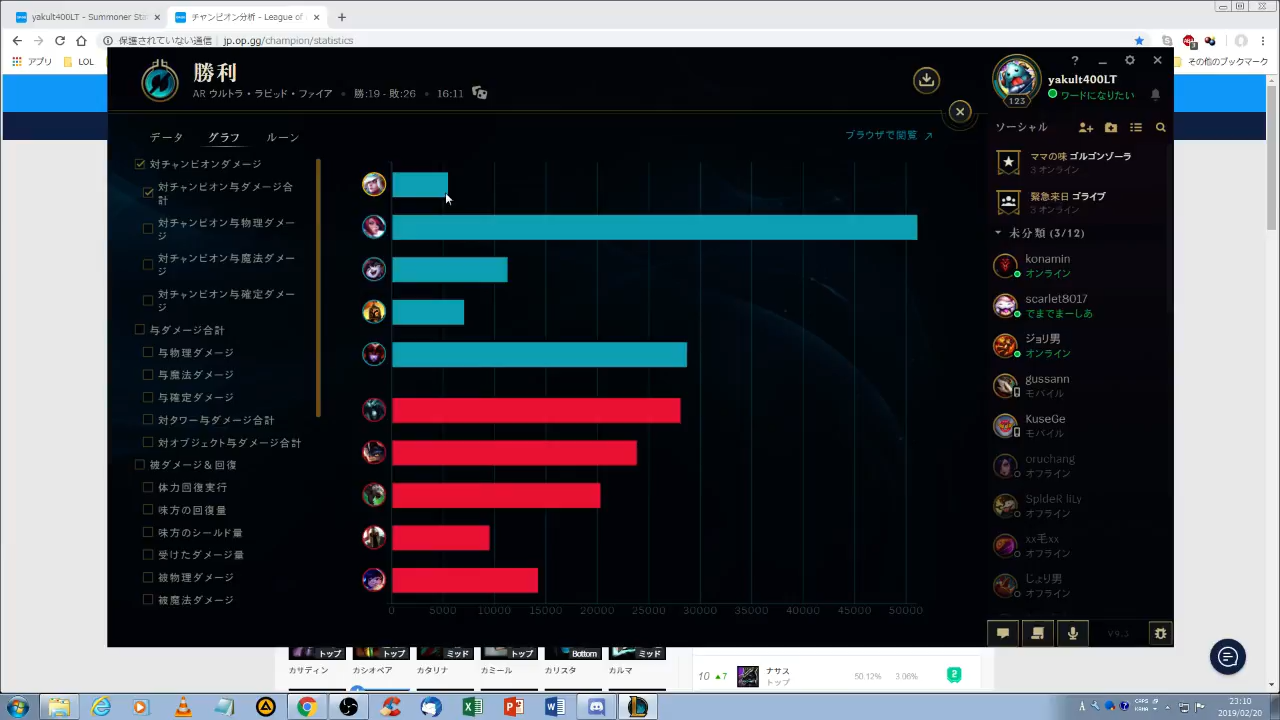 yakult400LT - Summoner Sta
チャンピオン分析 - League of
保護されていない通信
jp.op.gg/champion/statistics
アプリ
LOL
その他のブックマーク
勝利
AR ウルトラ・ラピッド・ファイア
勝:19 - 敗:26
16:11
データ
グラフ
ルーン
ブラウザで閲覧
対チャンピオンダメージ
対チャンピオン与ダメージ合
計
対チャンピオン与物理ダメー
ジ
対チャンピオン与魔法ダメー
ジ
対チャンピオン与確定ダメー
ジ
与ダメージ合計
与物理ダメージ
与魔法ダメージ
与確定ダメージ
対タワー与ダメージ合計
対オブジェクト与ダメージ合計
被ダメージ＆回復
体力回復実行
味方の回復量
味方のシールド量
受けたダメージ量
被物理ダメージ
被魔法ダメージ
0 5000 10000 15000 20000 25000 30000 35000 40000 45000 50000
yakult400LT
ワードになりたい
123
ソーシャル
ママの味 ゴルゴンゾーラ
3 オンライン
緊急来日 ゴライブ
3 オンライン
未分類 (3/12)
konamin
オンライン
scarlet8017
でまでまーしあ
ジョリ男
オンライン
gussann
モバイル
KuseGe
モバイル
oruchang
オフライン
SpIdeR lily
オフライン
xx毛xx
オフライン
じょり男
オフライン
V9.3
トップ
トップ
ミッド
トップ
Bottom
ミッド
カサディン
カシオペア
カタリナ
カミール
カリスタ
カルマ
10
7
ナサス
トップ
50.12%
3.06%
2
23:10
2019/02/20